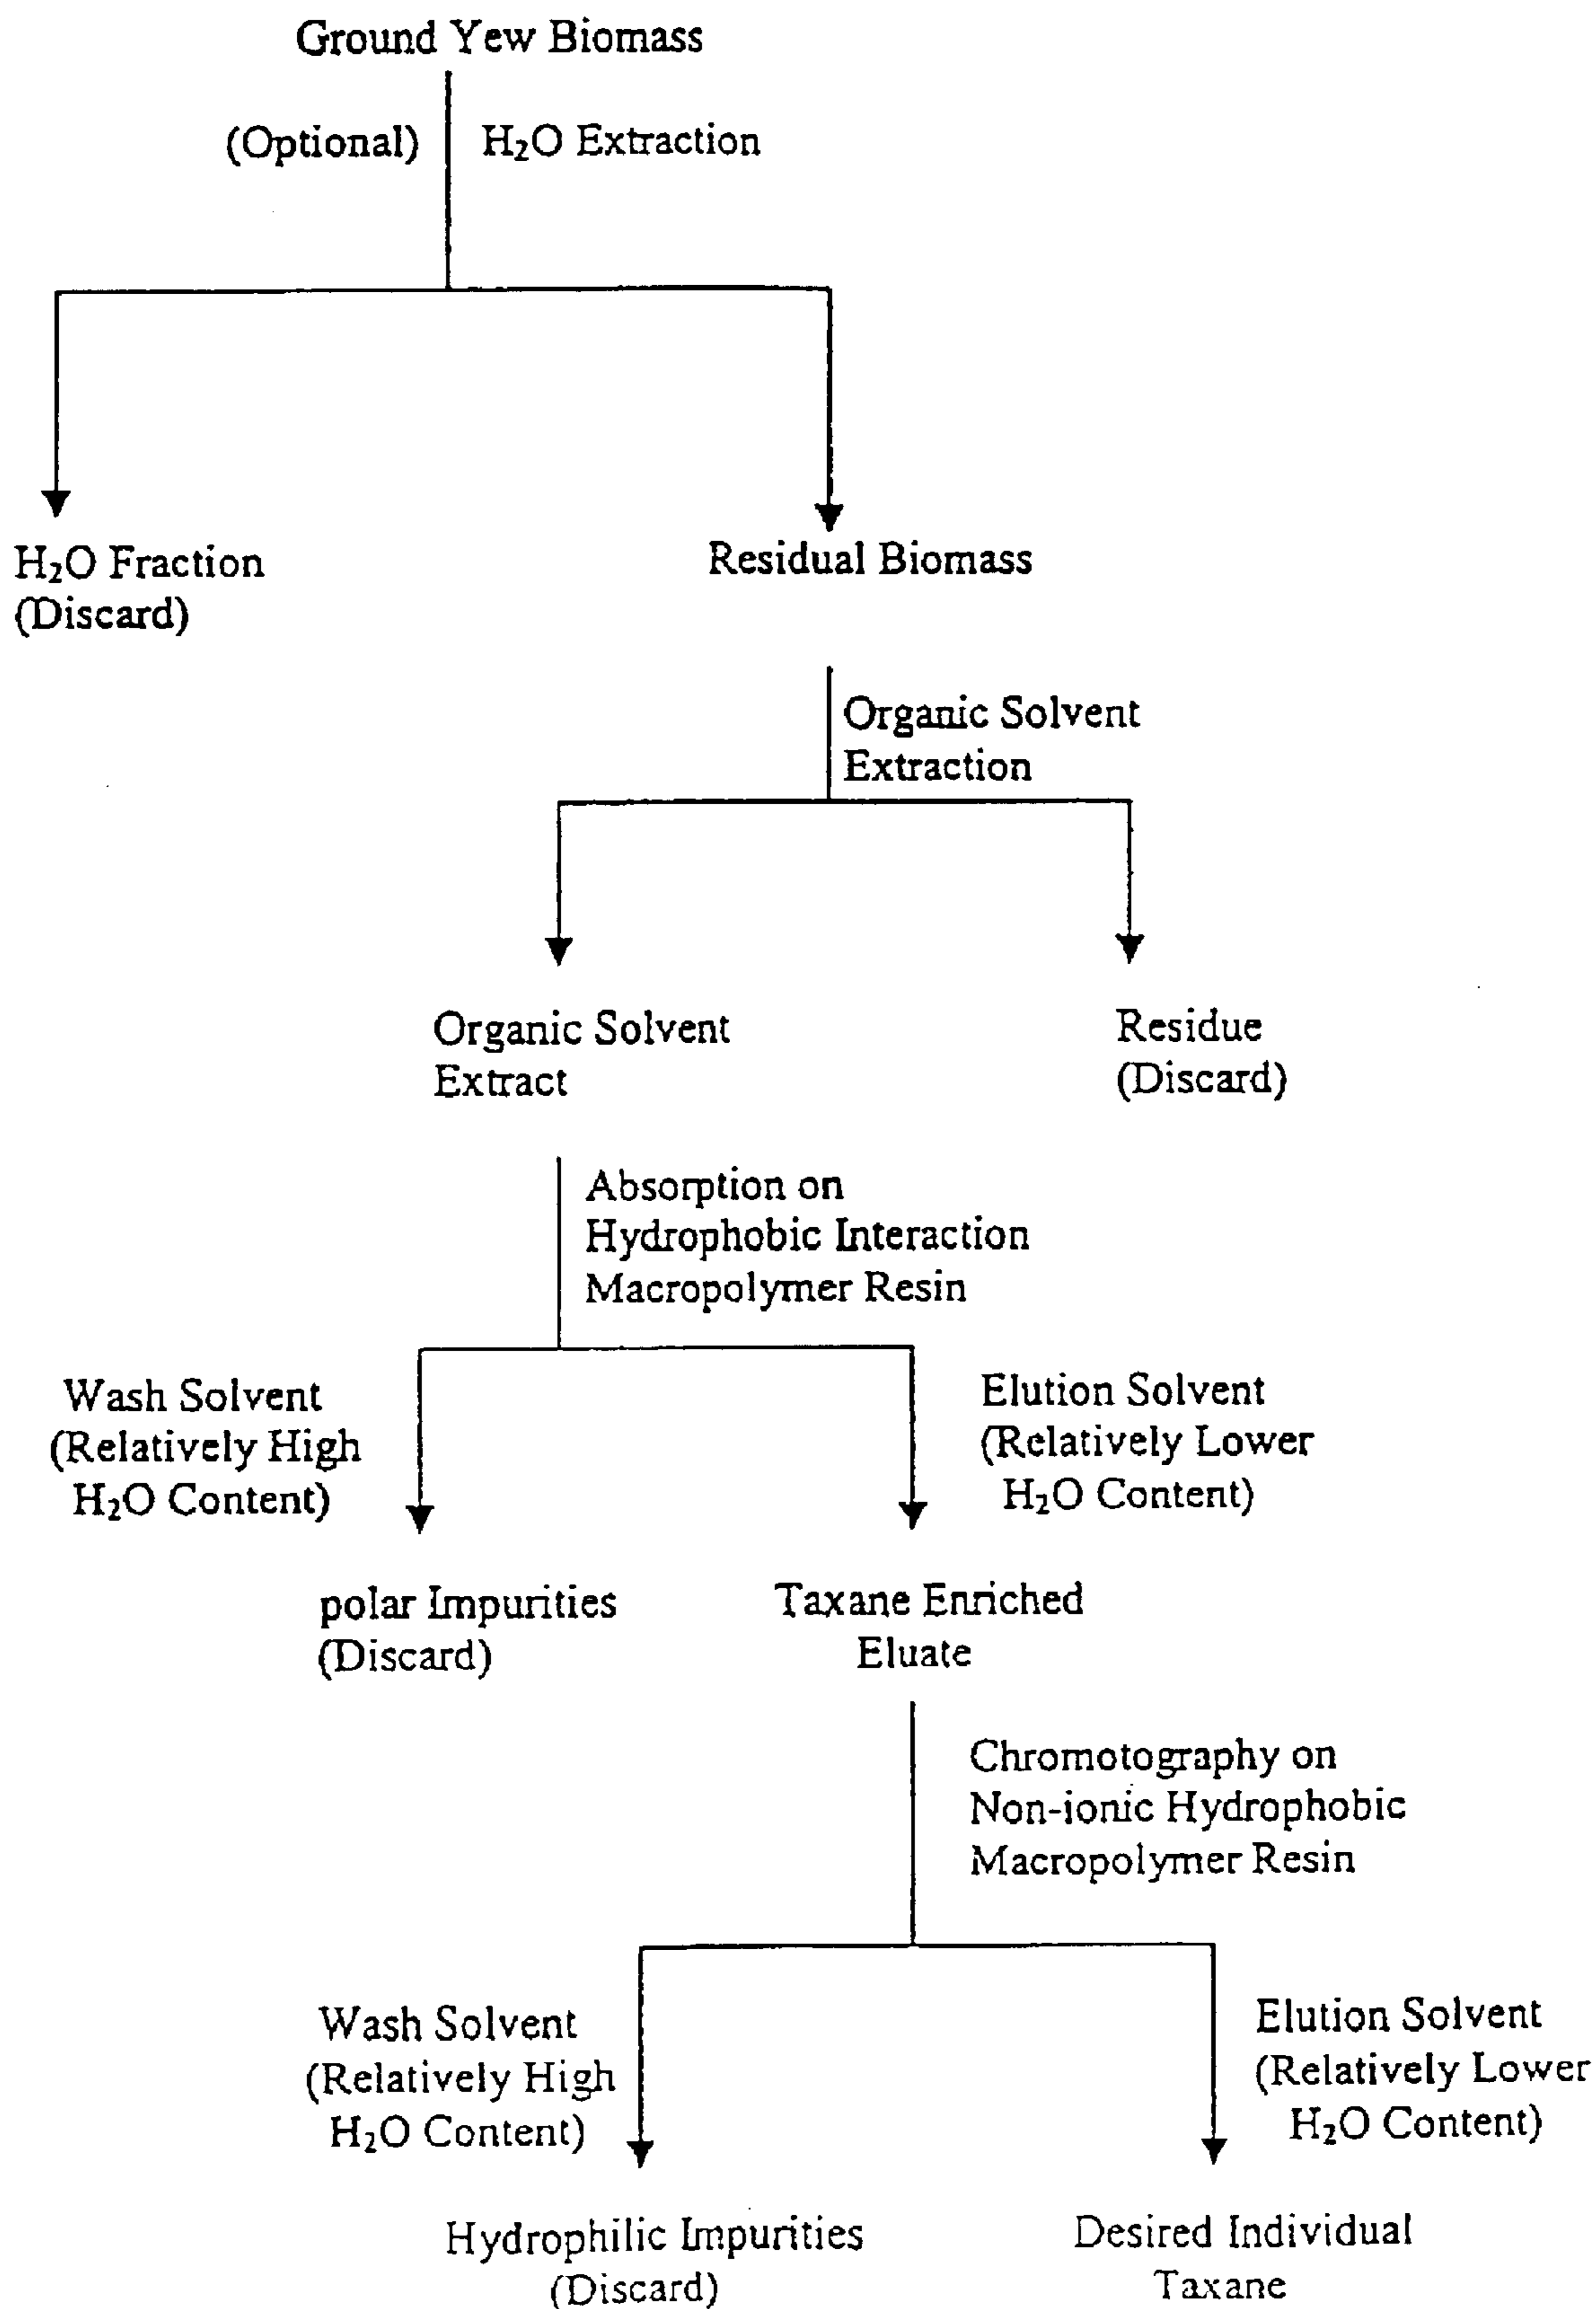 Ground Yew Biomass
(Optional)
H₂O Extraction
H₂O Fraction
(Discard)
Residual Biomass
Organic Solvent
Extraction
Organic Solvent
Extract
Residue
(Discard)
Absorption on
Hydrophobic Interaction
Macropolymer Resin
Wash Solvent
(Relatively High
H₂O Content)
Elution Solvent
(Relatively Lower
H₂O Content)
polar Impurities
(Discard)
Taxane Enriched
Eluate
Chromotography on
Non-ionic Hydrophobic
Macropolymer Resin
Wash Solvent
(Relatively High
H₂O Content)
Elution Solvent
(Relatively Lower
H₂O Content)
Hydrophilic Impurities
(Discard)
Desired Individual
Taxane